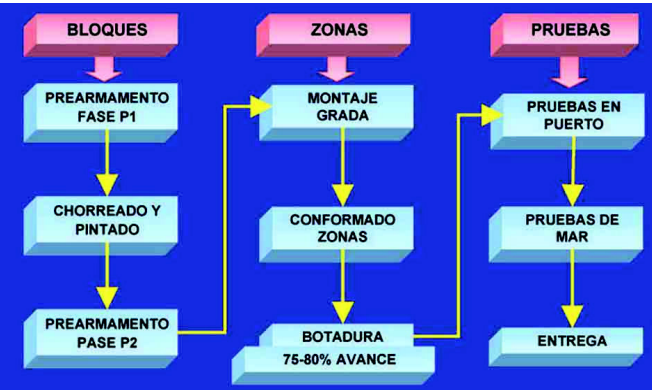 BLOQUES
PREARMAMENTO
FASE P1
CHORREADO Y
PINTADO
PREARMAMENTO
PASE P2
ZONAS
MONTAJE
GRADA
CONFORMADO
ZONAS
BOTADURA
75-80% AVANCE
PRUEBAS
PRUEBAS EN
PUERTO
PRUEBAS DE
MAR
ENTREGA